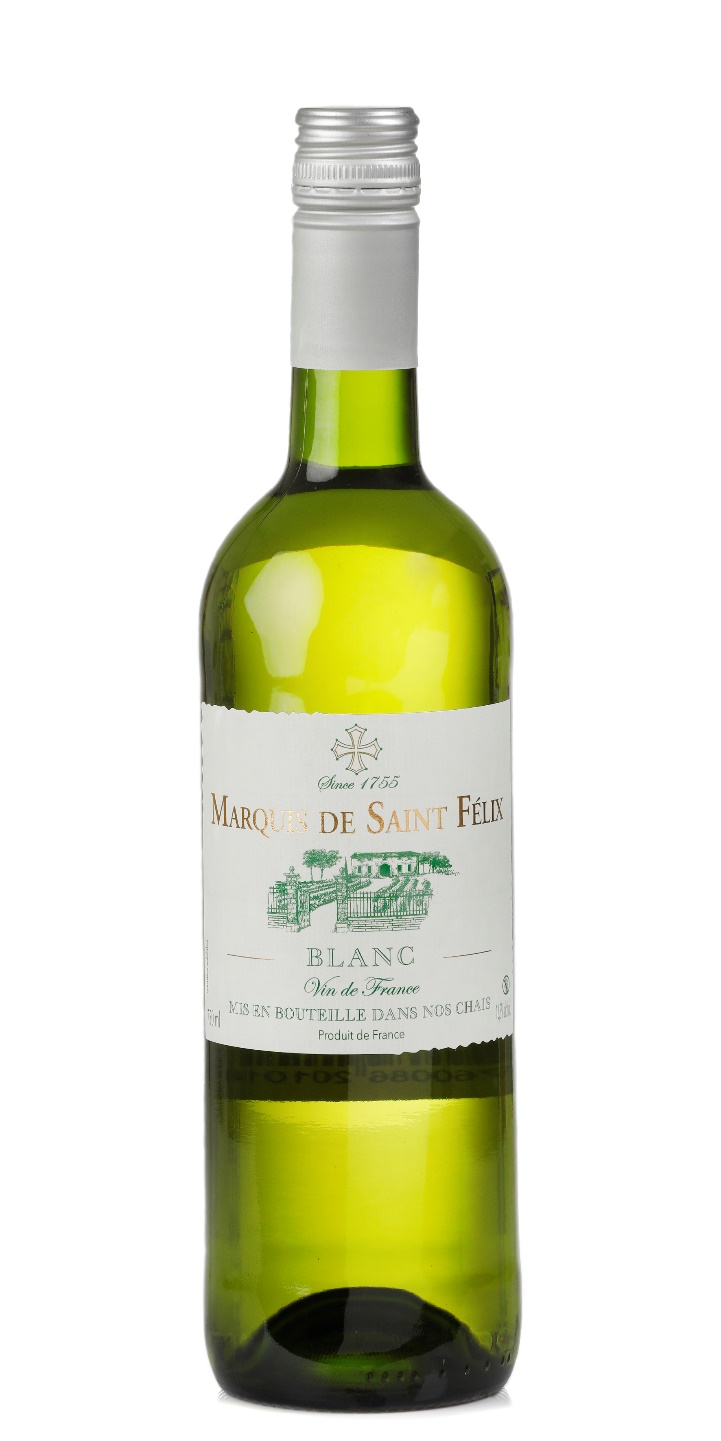 Since 1755
MARQUIS DE SAINT FÉLIX
BLANC
Vin de France
MIS EN BOUTEILLE DANS NOS CHAIS
Produit de France